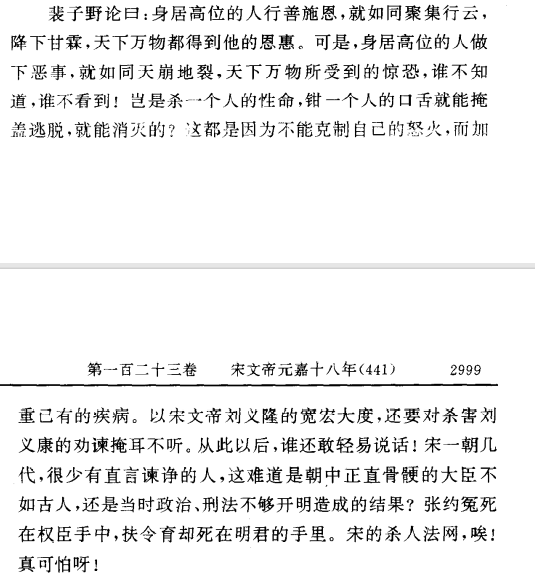 裴子野论曰:身居高位的人行善施恩,就如同聚集行云,
降下甘霖,天下万物都得到他的恩惠。可是,身居高位的人做
下恶事,就如同天崩地裂,天下万物所受到的惊恐,谁不知
道,谁不看到!岂是杀一个人的性命,钳一个人的口舌就能掩
盖逃脱,就能消灭的?这都是因为不能克制自己的怒火,而加
第一百二十三卷 宋文帝元嘉十八年(441) 2999
重已有的疾病。以宋文帝刘义隆的宽宏大度,还要对杀害刘
义康的劝谏掩耳不听。从此以后,谁还敢轻易说话!宋一朝几
代,很少有直言谏诤的人,这难道是朝中正直骨鲠的大臣不
如古人,还是当时政治、刑法不够开明造成的结果?张约冤死
在权臣手中,扶令育却死在明君的手里。宋的杀人法网,唉!
真可怕呀!